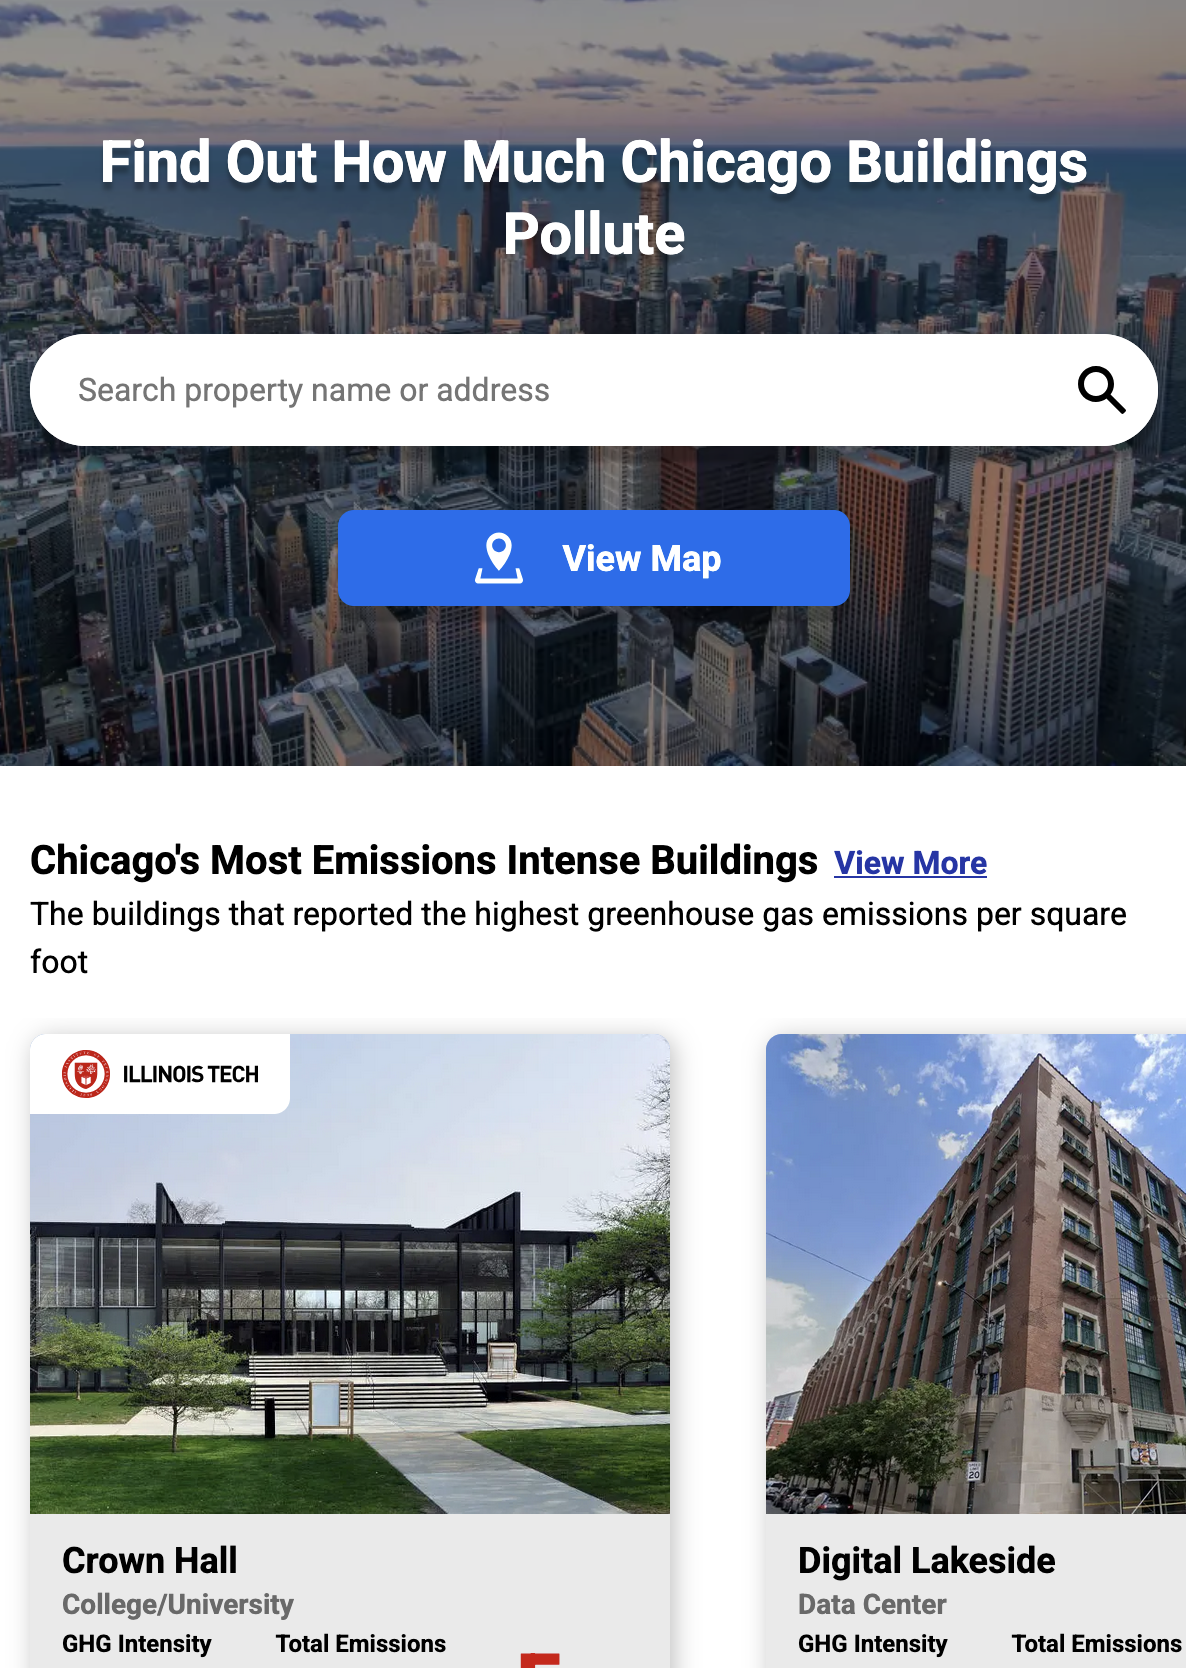 Find Out How Much Chicago Buildings
Pollute
Search property name or address
View Map
Chicago's Most Emissions Intense Buildings View More
The buildings that reported the highest greenhouse gas emissions per square
foot
ILLINOIS TECH
Crown Hall
College/University
GHG Intensity Total Emissions
Digital Lakeside
Data Center
GHG Intensity Total Emissions
20